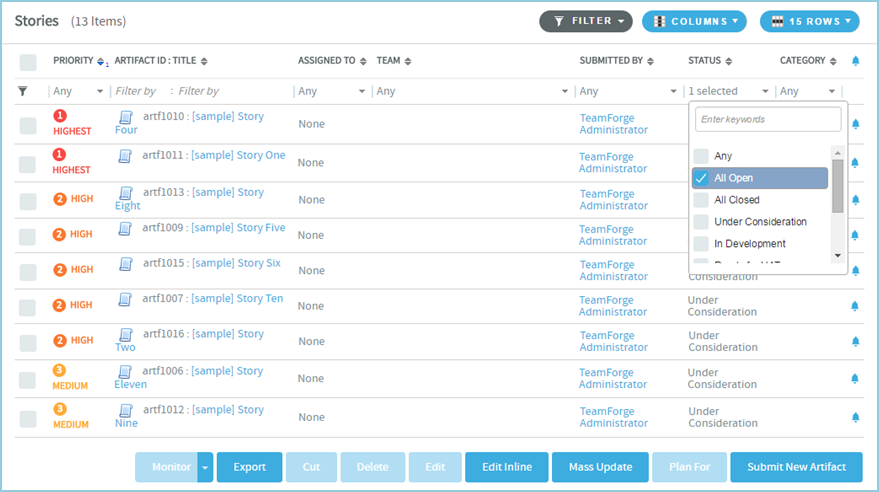 Stories (13 Items) FILTER COLUMNS 15 ROWS
PRIORITY 1 ARTIFACT ID : TITLE ASSIGNED TO TEAM SUBMITTED BY STATUS CATEGORY
Any Filter by : Filter by Any Any Any 1 selected Any
1 HIGHEST artf1010 : [sample] Story Four None TeamForge Administrator
Enter keywords
Any
All Open
All Closed
Under Consideration
In Development
1 HIGHEST artf1011 : [sample] Story One None TeamForge Administrator
2 HIGH artf1013 : [sample] Story Eight None TeamForge Administrator
2 HIGH artf1009 : [sample] Story Five None TeamForge Administrator
2 HIGH artf1015 : [sample] Story Six None TeamForge Administrator Consideration
2 HIGH artf1007 : [sample] Story Ten None TeamForge Administrator Under Consideration
2 HIGH artf1016 : [sample] Story Two None TeamForge Administrator Under Consideration
3 MEDIUM artf1006 : [sample] Story Eleven None TeamForge Administrator Under Consideration
3 MEDIUM artf1012 : [sample] Story Nine None TeamForge Administrator Under Consideration
Monitor Export Cut Delete Edit Edit Inline Mass Update Plan For Submit New Artifact